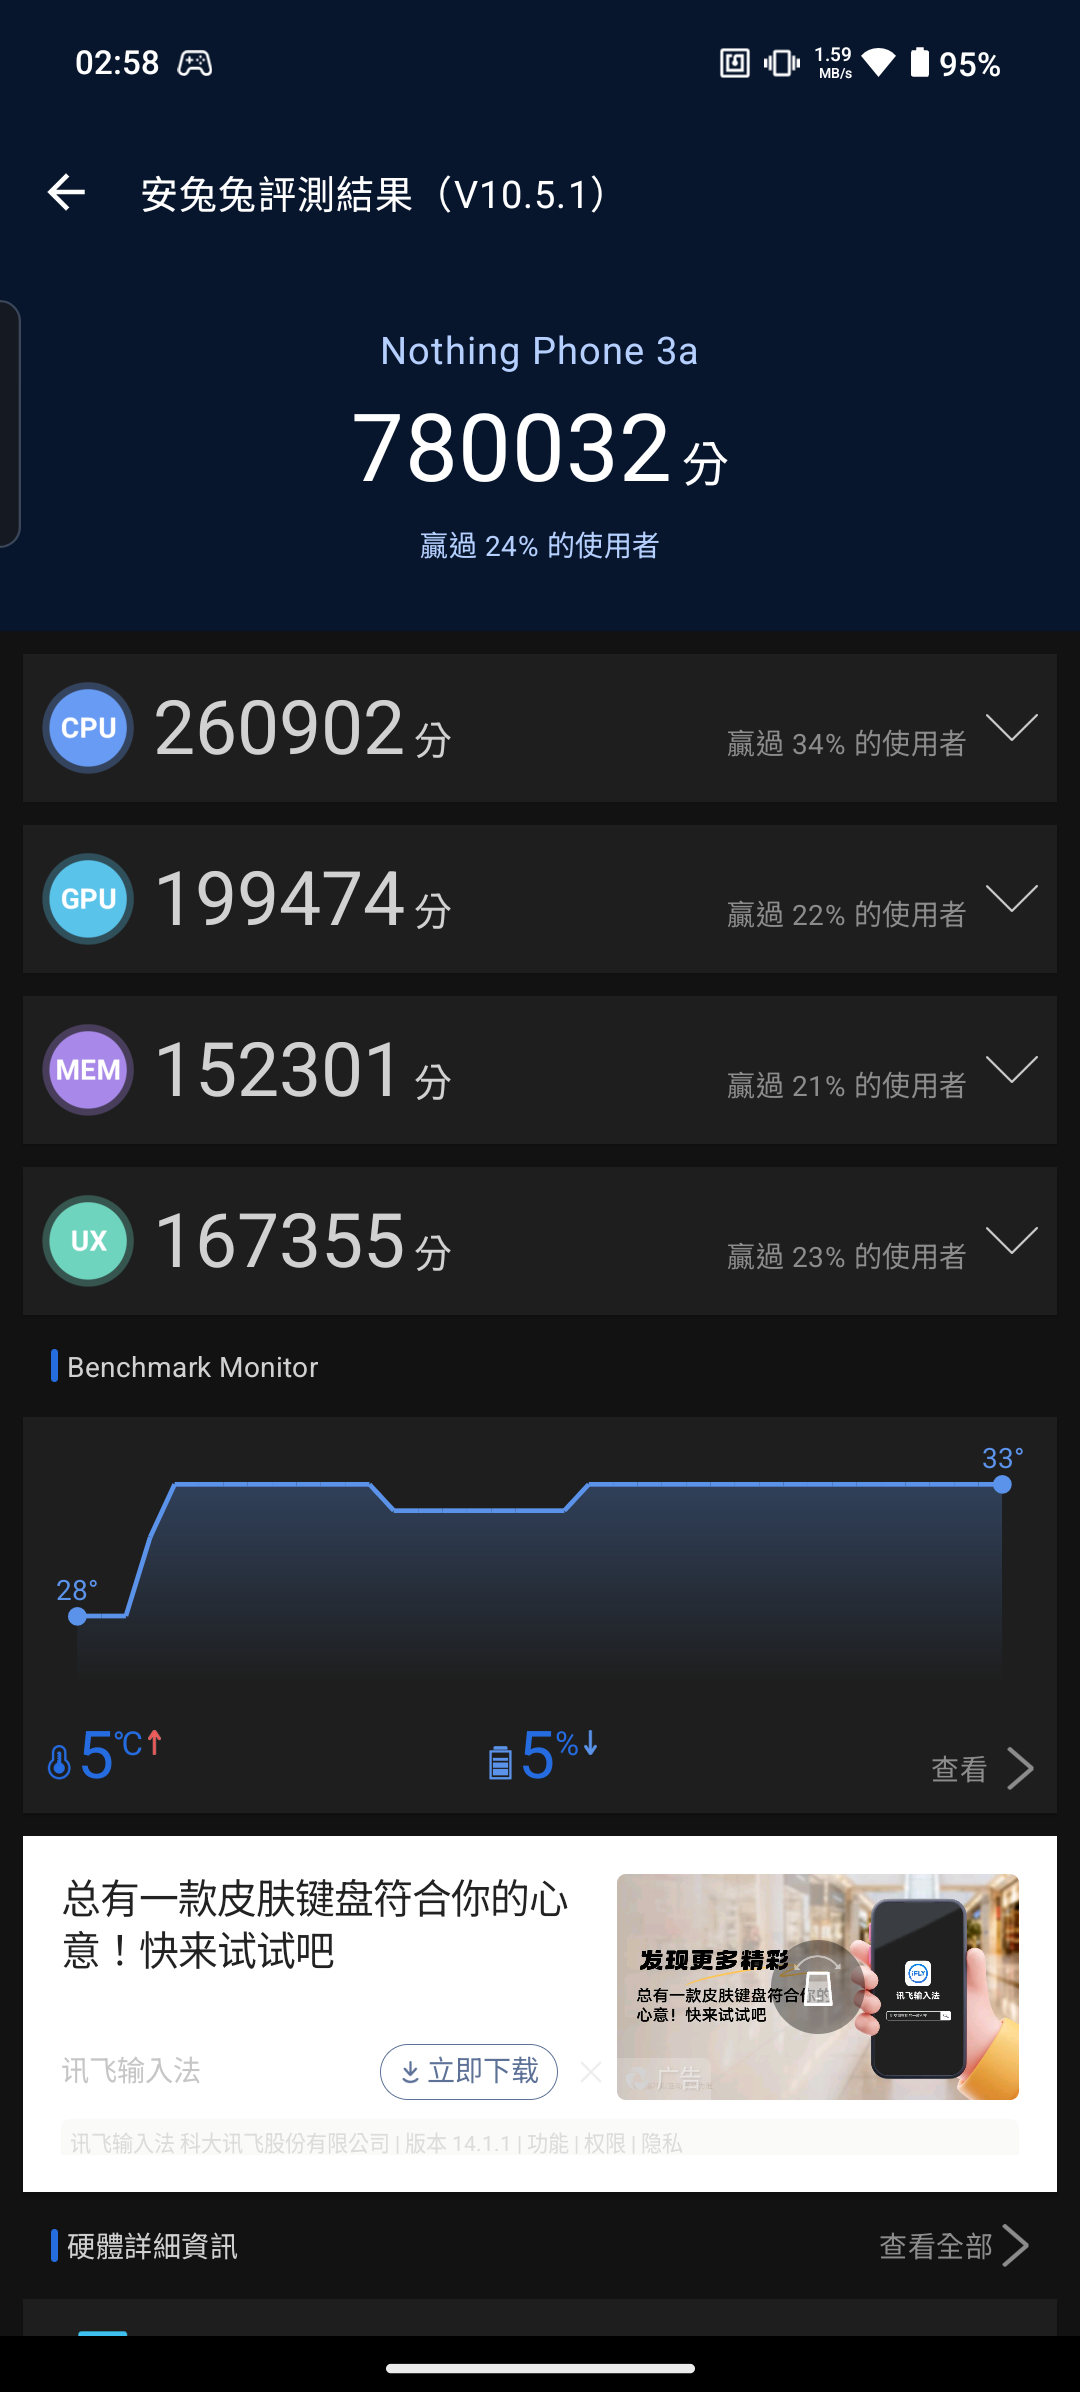 02:58
1.59 MB/s 95%
安兔兔評測結果（V10.5.1）
Nothing Phone 3a
780032 分
贏過 24% 的使用者
CPU 260902 分 贏過 34% 的使用者
GPU 199474 分 贏過 22% 的使用者
MEM 152301 分 贏過 21% 的使用者
UX 167355 分 贏過 23% 的使用者
Benchmark Monitor
33°
28°
5°C↑ 5%↓ 查看
总有一款皮肤键盘符合你的心
意！快来试试吧
发现更多精彩
总有一款皮肤键盘符合你的
心意！快来试试吧
iFLY
讯飞输入法
讯飞输入法 立即下载 广告
讯飞输入法 科大讯飞股份有限公司 | 版本 14.1.1 | 功能 | 权限 | 隐私
硬體詳細資訊 查看全部